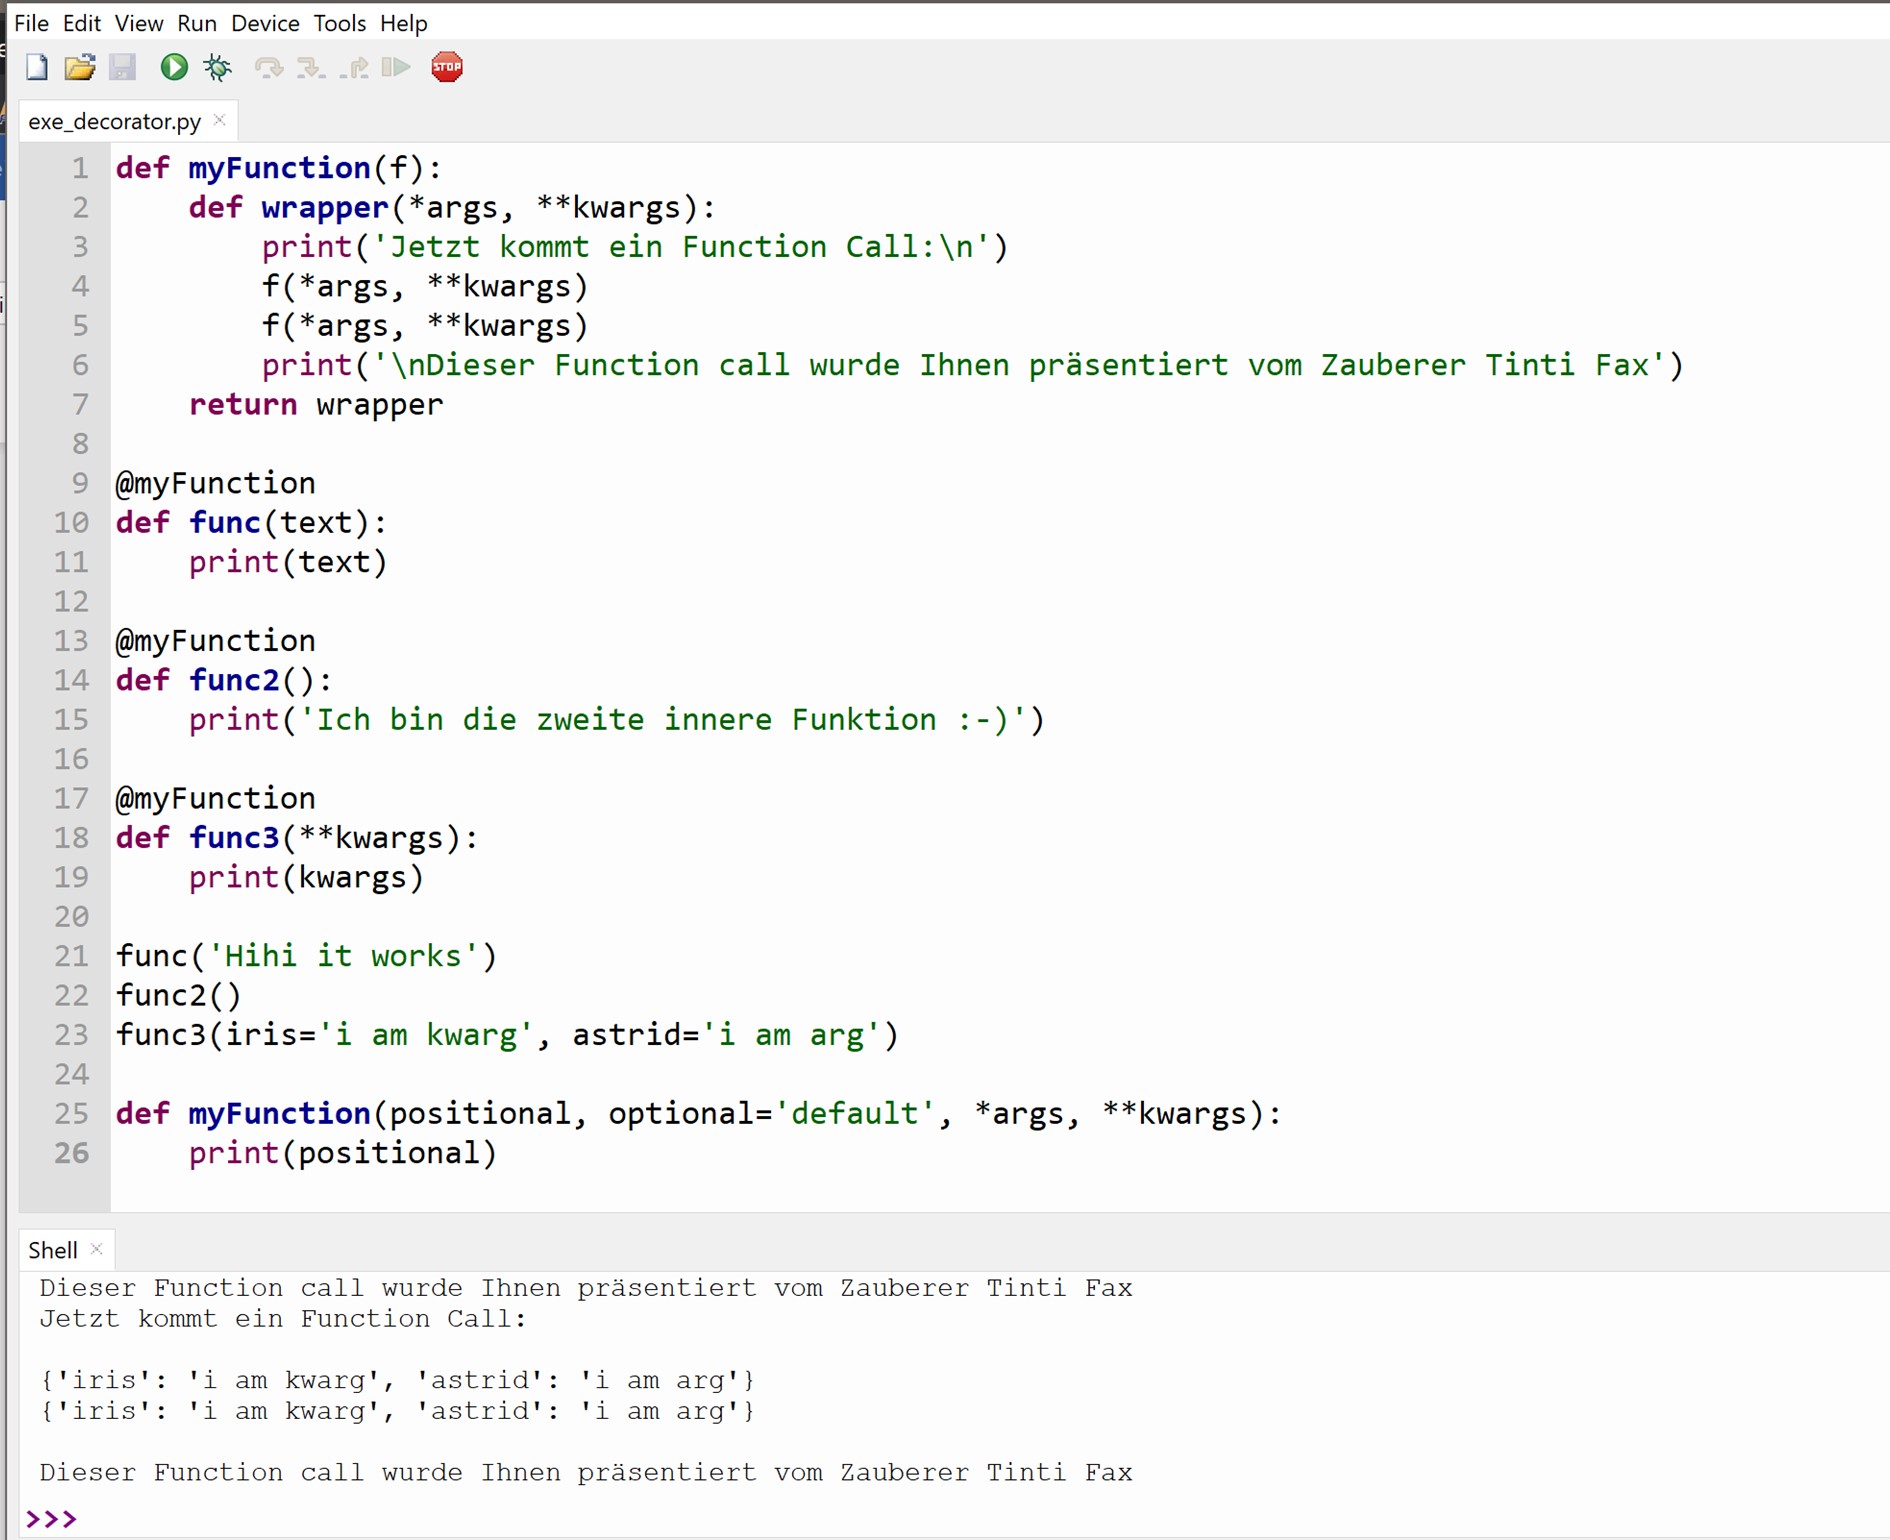 File Edit View Run Device Tools Help
STOP
exe_decorator.py
1 def myFunction(f):
2     def wrapper(*args, **kwargs):
3         print('Jetzt kommt ein Function Call:\n')
4         f(*args, **kwargs)
5         f(*args, **kwargs)
6         print('\nDieser Function call wurde Ihnen präsentiert vom Zauberer Tinti Fax')
7     return wrapper
8
9 @myFunction
10 def func(text):
11     print(text)
12
13 @myFunction
14 def func2():
15     print('Ich bin die zweite innere Funktion :-)')
16
17 @myFunction
18 def func3(**kwargs):
19     print(kwargs)
20
21 func('Hihi it works')
22 func2()
23 func3(iris='i am kwarg', astrid='i am arg')
24
25 def myFunction(positional, optional='default', *args, **kwargs):
26     print(positional)
Shell
Dieser Function call wurde Ihnen präsentiert vom Zauberer Tinti Fax
Jetzt kommt ein Function Call:
{'iris': 'i am kwarg', 'astrid': 'i am arg'}
{'iris': 'i am kwarg', 'astrid': 'i am arg'}
Dieser Function call wurde Ihnen präsentiert vom Zauberer Tinti Fax
>>>